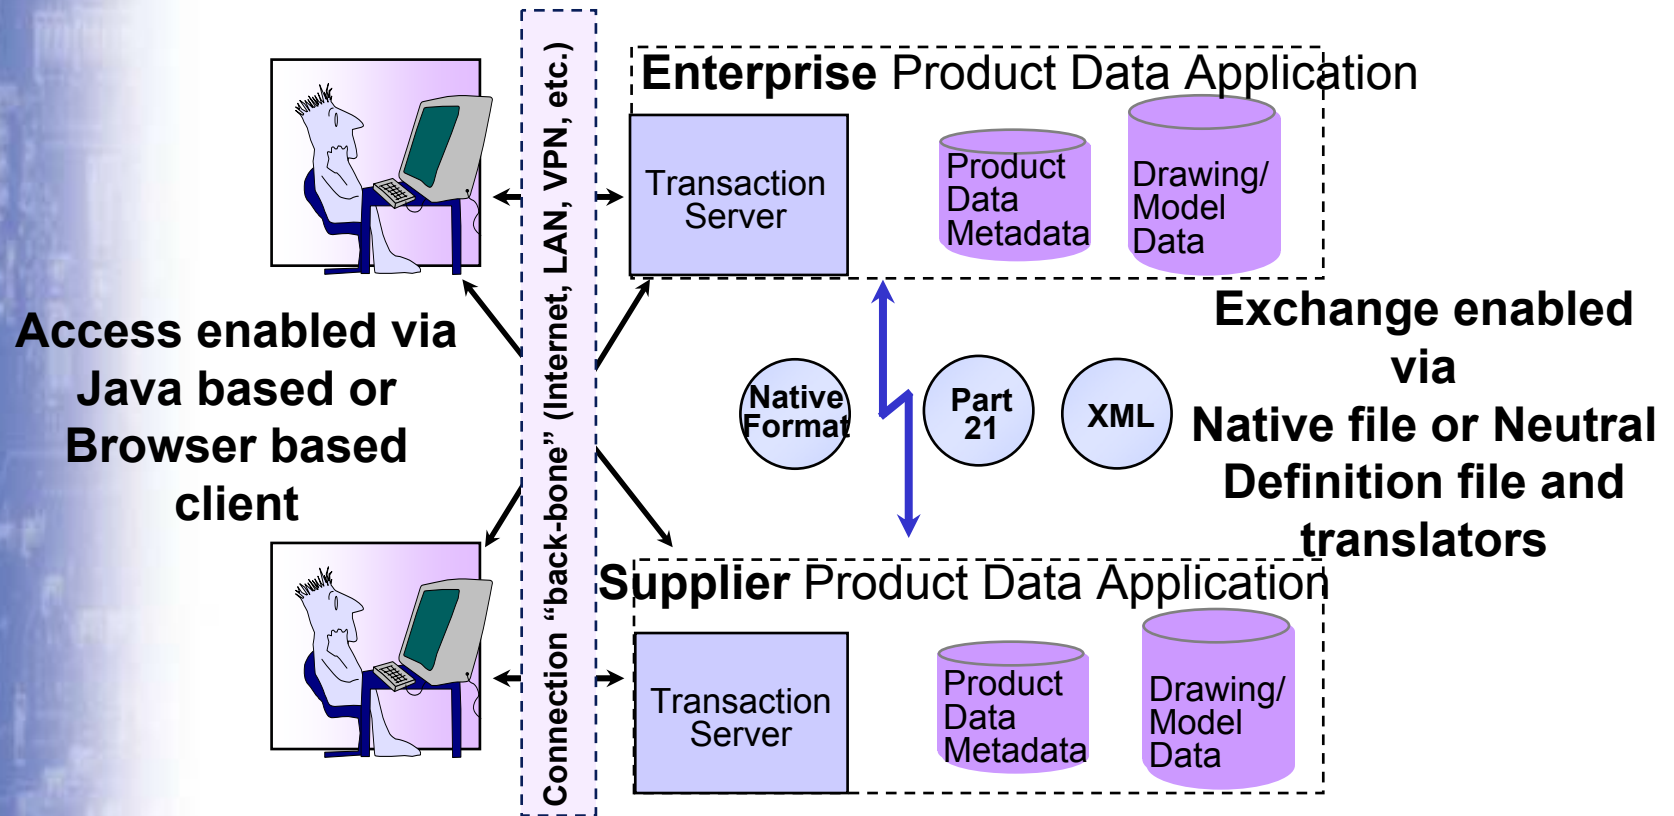 Enterprise Product Data Application
Transaction
Server
Product
Data
Metadata
Drawing/
Model
Data
Connection “back-bone” (Internet, LAN, VPN, etc.)
Access enabled via
Java based or
Browser based
client
Native
Format
Part
21
XML
Exchange enabled
via
Native file or Neutral
Definition file and
translators
Supplier Product Data Application
Transaction
Server
Product
Data
Metadata
Drawing/
Model
Data